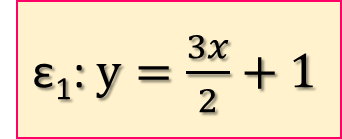 ε₁: y = 3x/2 + 1